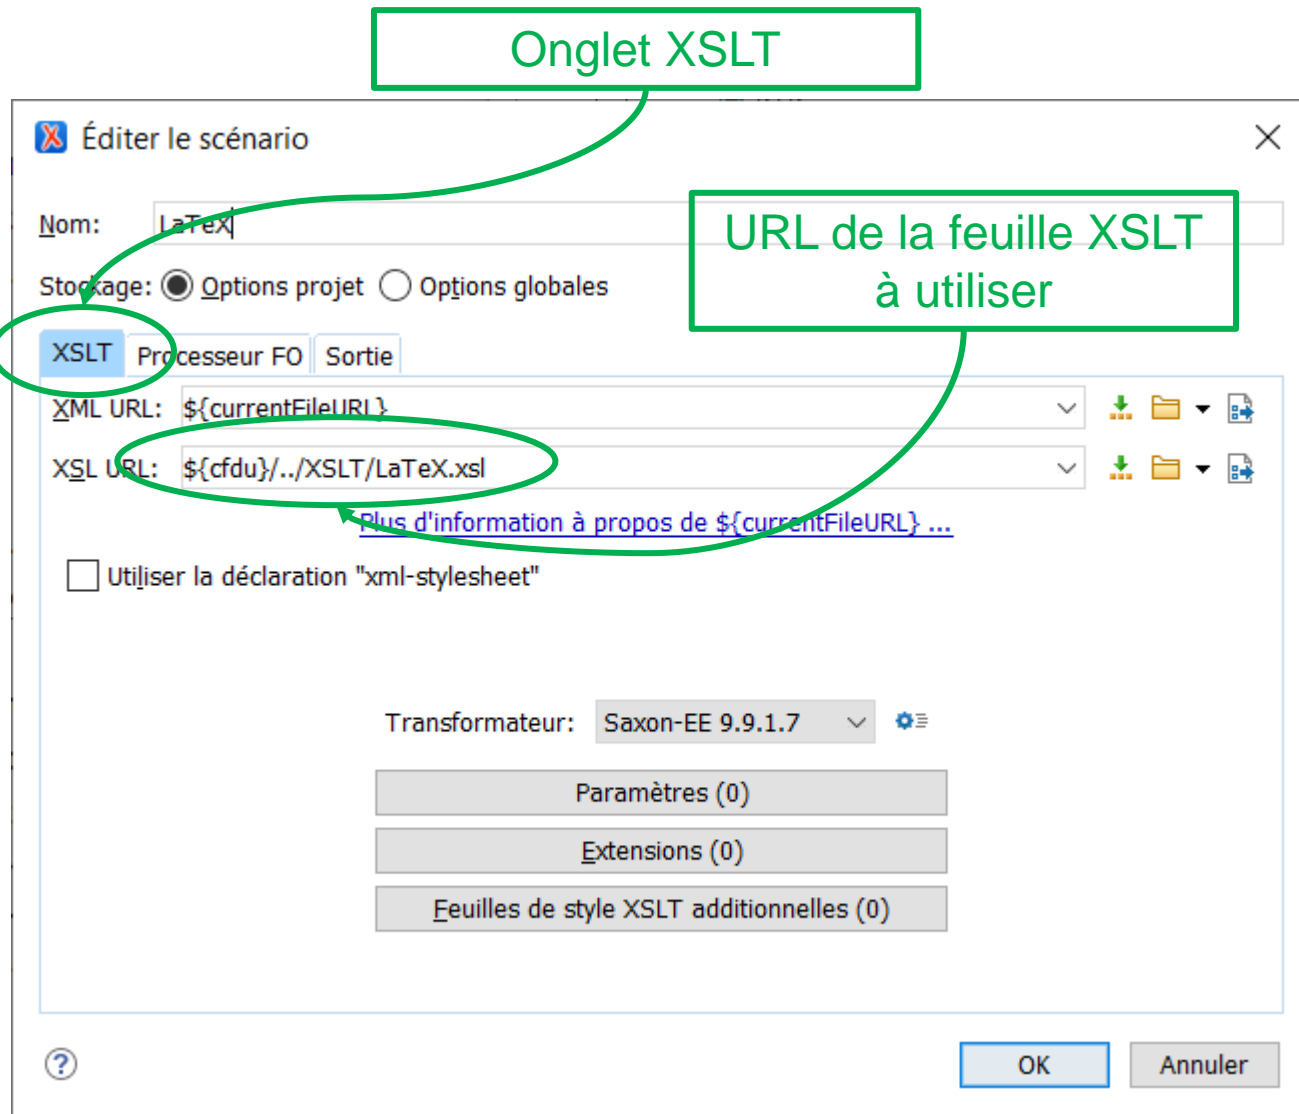 Onglet XSLT
Éditer le scénario
Nom: LaTeX
URL de la feuille XSLT
à utiliser
Stockage: Options projet Options globales
XSLT Processeur FO Sortie
XML URL: ${currentFileURL}
XSL URL: ${cfdu}/../XSLT/LaTeX.xsl
Plus d'information à propos de ${currentFileURL} ...
Utiliser la déclaration "xml-stylesheet"
Transformateur: Saxon-EE 9.9.1.7
Paramètres (0)
Extensions (0)
Feuilles de style XSLT additionnelles (0)
? OK Annuler